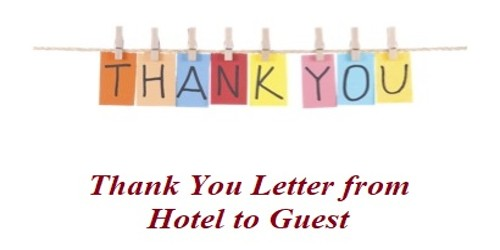 THANK YOU
Thank You Letter from
Hotel to Guest